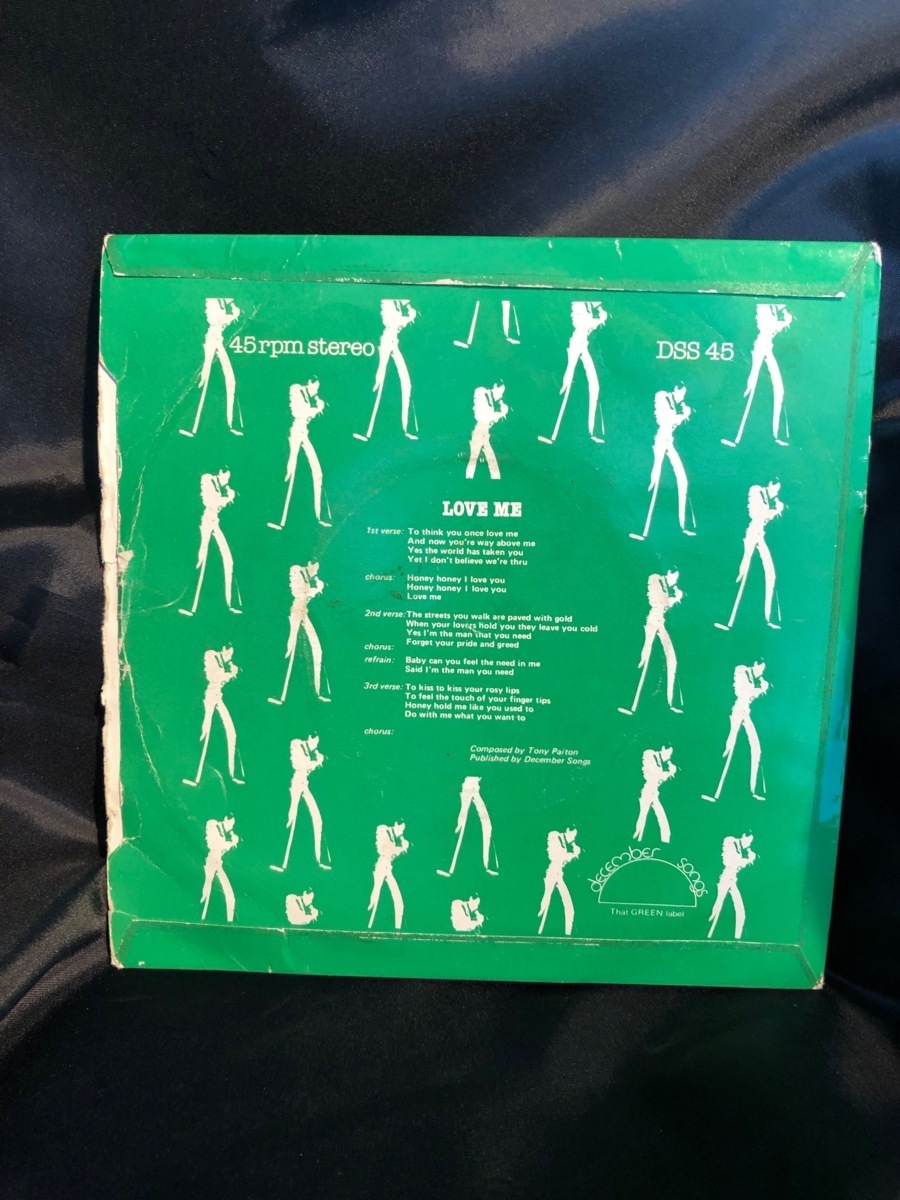 45 rpm stereo
DSS 45
LOVE ME
1st verse: To think you once love me
And now you're way above me
Yes the world has taken you
Yet I don't believe we're thru
chorus: Honey honey I love you
Honey honey I love you
Love me
2nd verse: The streets you walk are paved with gold
When your lovers hold you they leave you cold
Yes I'm the man that you need
Forget your pride and greed
chorus:
refrain: Baby can you feel the need in me
Said I'm the man you need
3rd verse: To kiss to kiss your rosy lips
To feel the touch of your finger tips
Honey hold me like you used to
Do with me what you want to
chorus:
Composed by Tony Paiton
Published by December Songs
december songs
That GREEN label